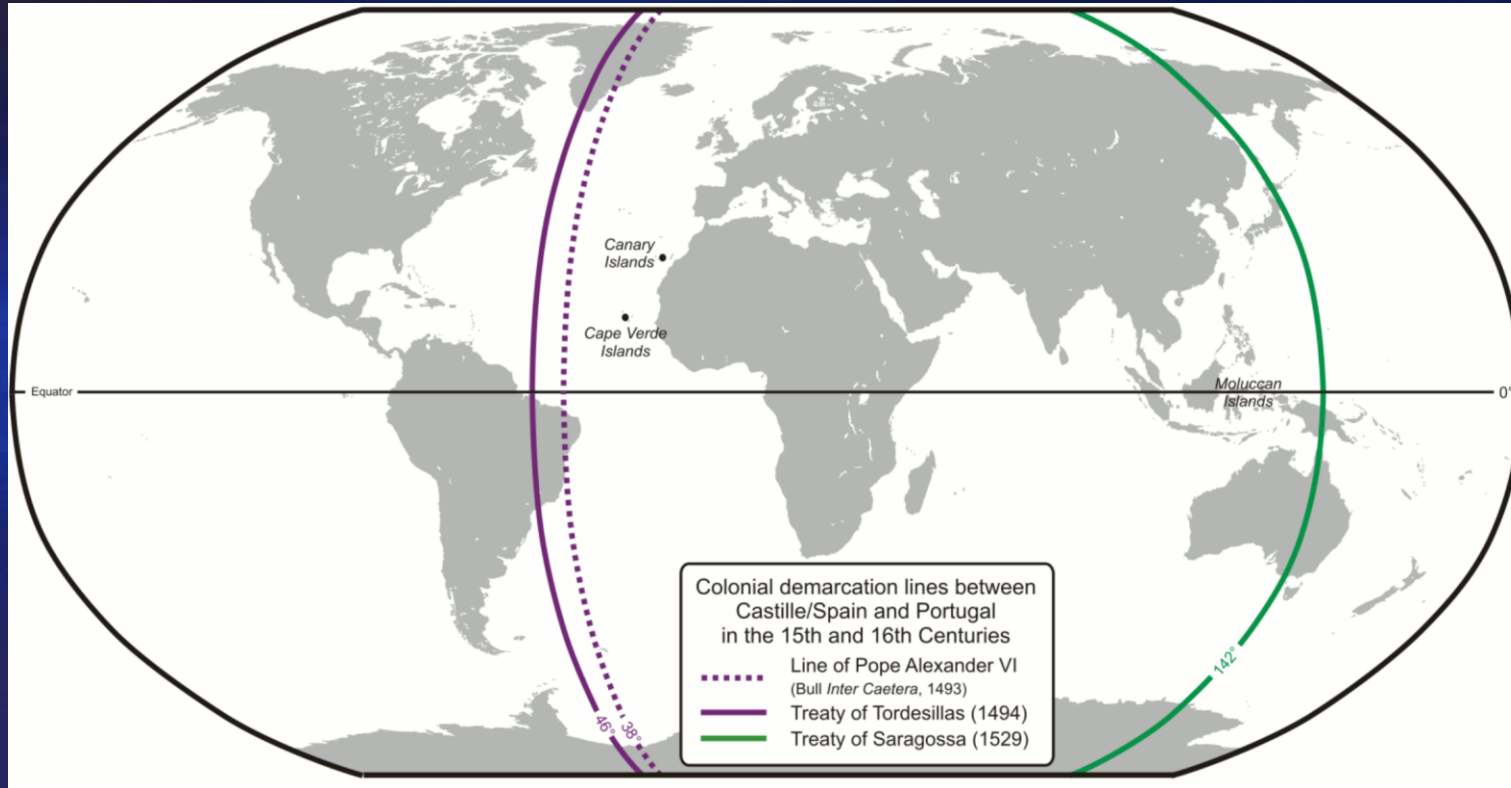 Canary
Islands
Cape Verde
Islands
Equator
Moluccan
Islands
0°
Colonial demarcation lines between
Castille/Spain and Portugal
in the 15th and 16th Centuries
Line of Pope Alexander VI
(Bull Inter Caetera, 1493)
Treaty of Tordesillas (1494)
Treaty of Saragossa (1529)
142°
46°
38°